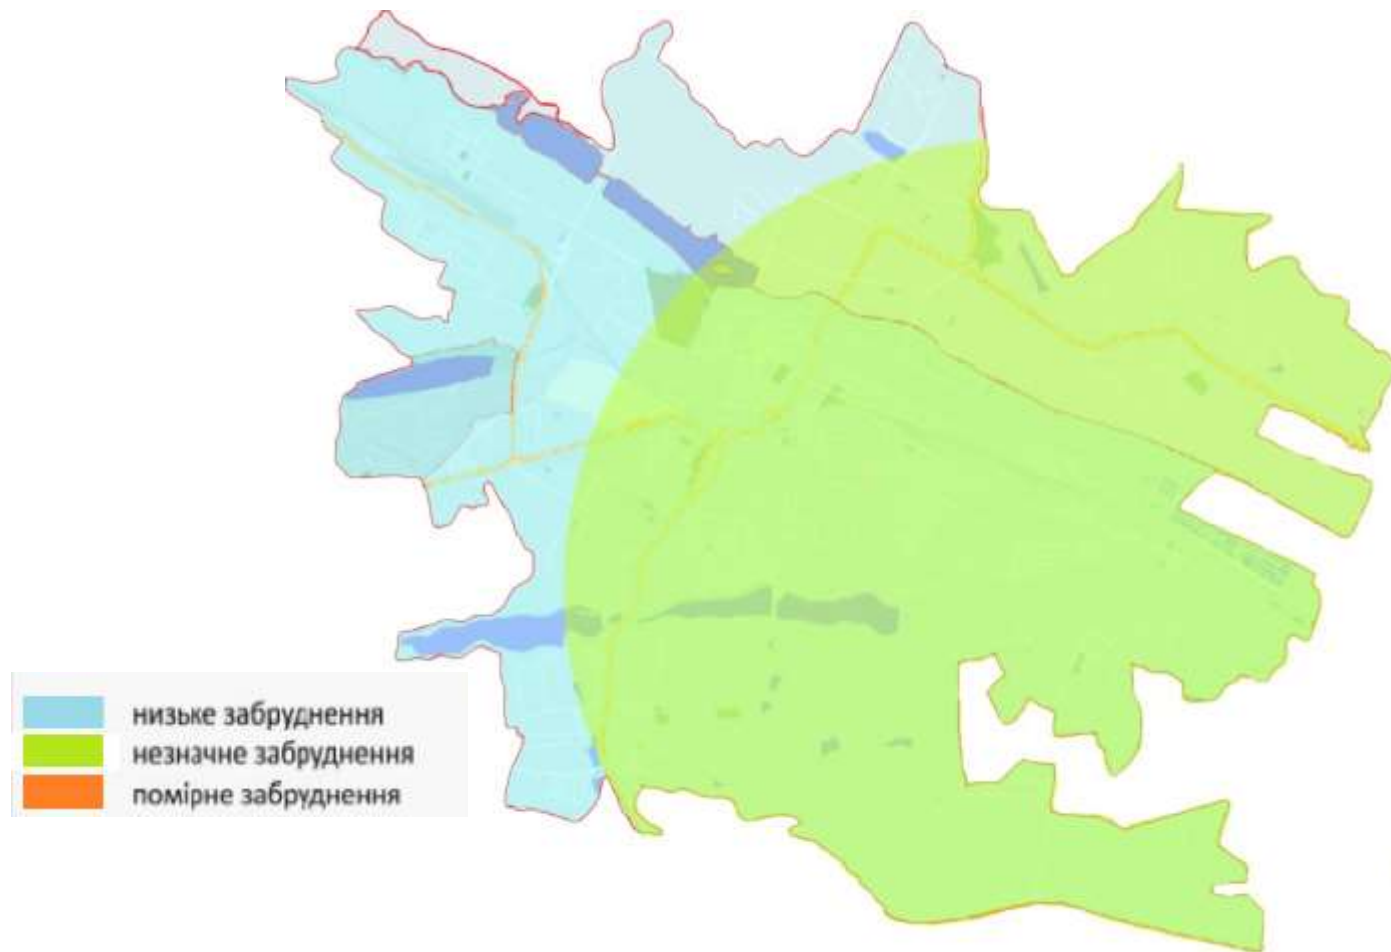 низьке забруднення
незначне забруднення
помірне забруднення